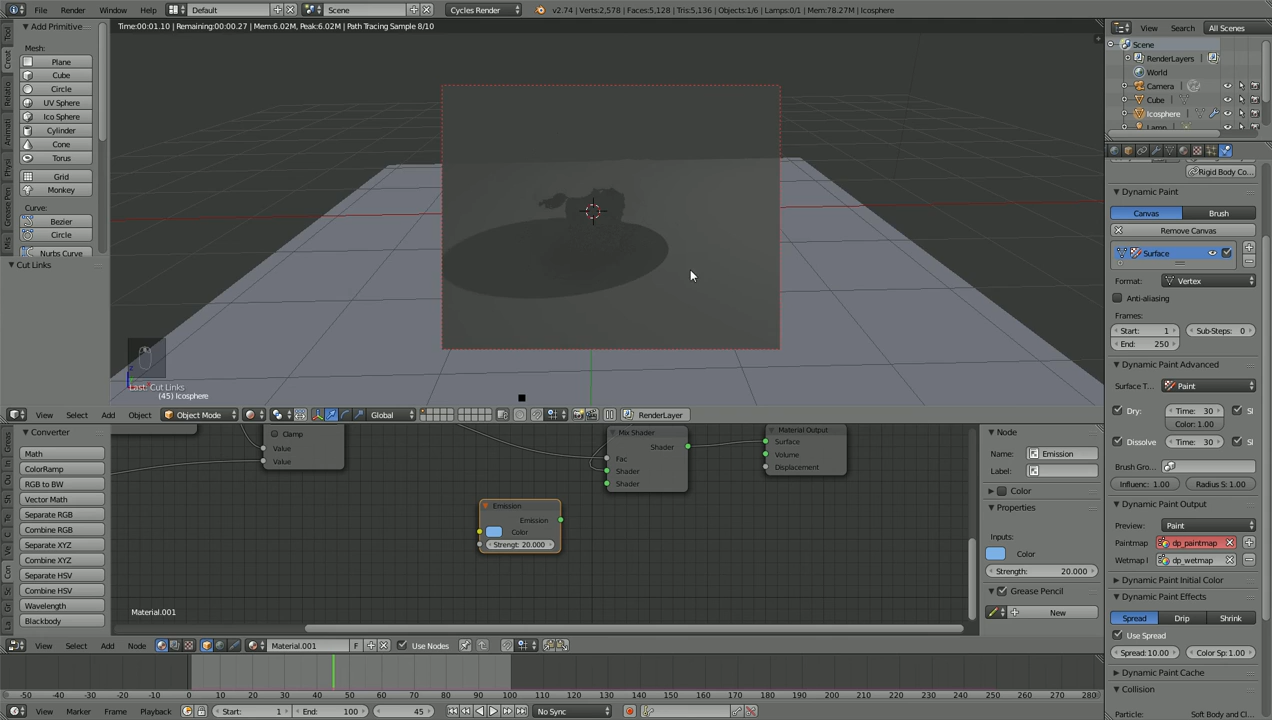 File Render Window Help Default Scene Cycles Render v2.74 | Verts:2,578 | Faces:5,128 | Tris:5,136 | Objects:1/6 | Lamps:0/1 | Mem:78.27M | Icosphere
Time:00:01.10 | Remaining:00:00.27 | Mem:6.02M, Peak:6.02M | Path Tracing Sample 8/10
Add Primitive
Mesh:
Plane
Cube
Circle
UV Sphere
Ico Sphere
Cylinder
Cone
Torus
Grid
Monkey
Curve:
Bezier
Circle
Nurbs Curve
Cut Links
Last: Cut Links
(45) Icosphere
View Select Add Object Object Mode Global RenderLayer
Converter
Math
ColorRamp
RGB to BW
Vector Math
Separate RGB
Combine RGB
Separate XYZ
Combine XYZ
Separate HSV
Combine HSV
Wavelength
Blackbody
Clamp
Value
Value
Mix Shader
Shader
Fac
Shader
Shader
Material Output
Surface
Volume
Displacement
Emission
Emission
Color
Strengt: 20.000
Material.001
Node
Name: Emission
Label:
Color
Properties
Inputs:
Color
Strength: 20.000
Grease Pencil
New
View Select Add Node Material.001 F Use Nodes
-50 -40 -30 -20 -10 0 10 20 30 40 50 60 70 80 90 100 110 120 130 140 150 160 170 180 190 200 210 220 230 240 250 260 270 280
View Marker Frame Playback Start: 1 End: 100 45 No Sync
View Search All Scenes
Scene
RenderLayers
World
Camera
Cube
Icosphere
Lamp
Rigid Body Co...
Dynamic Paint
Canvas Brush
Remove Canvas
Surface
Format: Vertex
Anti-aliasing
Frames:
Start: 1 Sub-Steps: 0
End: 250
Dynamic Paint Advanced
Surface T... Paint
Dry: Time: 30 Sl
Color: 1.00
Dissolve Time: 30 Sl
Brush Gro...
Influenc: 1.00 Radius S: 1.00
Dynamic Paint Output
Preview: Paint
Paintmap dp_paintmap
Wetmap l dp_wetmap
Dynamic Paint Initial Color
Dynamic Paint Effects
Spread Drip Shrink
Use Spread
Spread: 10.00 Color Sp: 1.00
Dynamic Paint Cache
Collision
Particle: Soft Body and Cl...